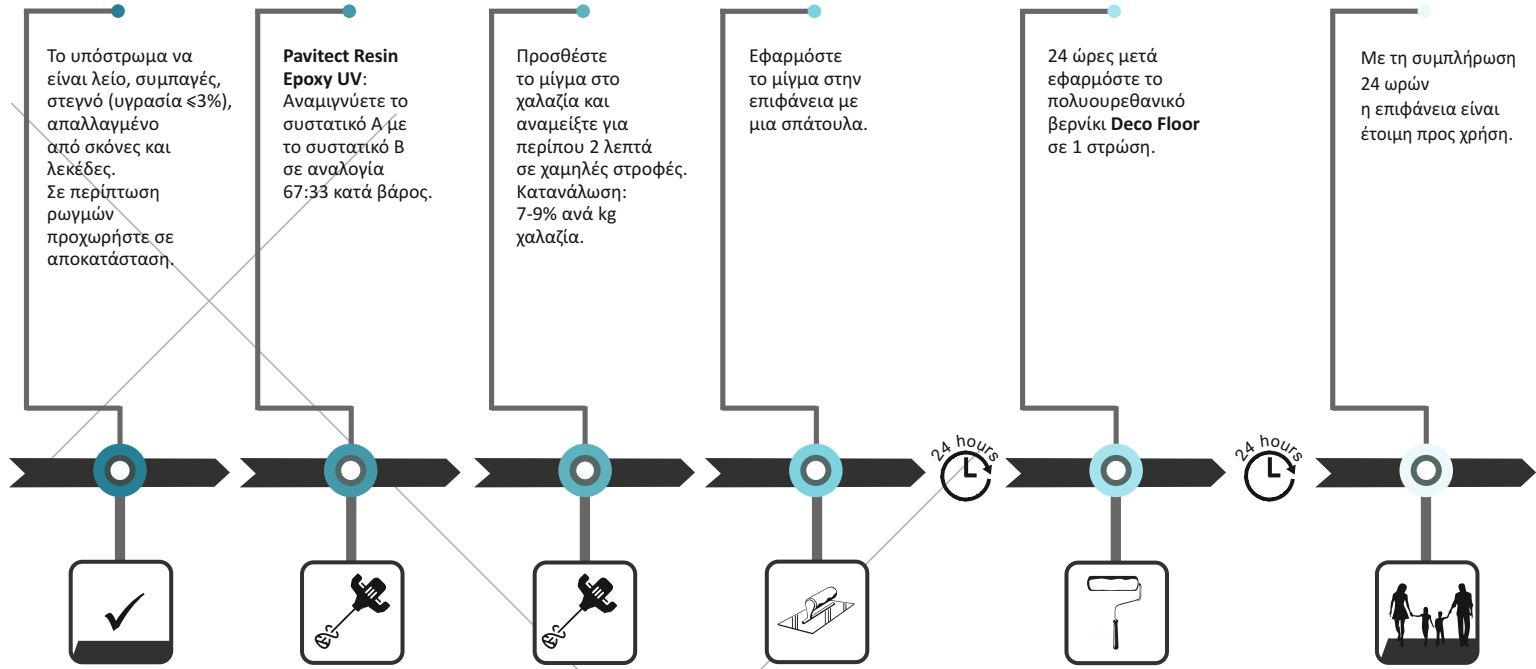 Το υπόστρωμα να
είναι λείο, συμπαγές,
στεγνό (υγρασία ⩽3%),
απαλλαγμένο
από σκόνες και
λεκέδες.
Σε περίπτωση
ρωγμών
προχωρήστε σε
αποκατάσταση.
Pavitect Resin
Epoxy UV:
Αναμιγνύετε το
συστατικό Α με
το συστατικό Β
σε αναλογία
67:33 κατά βάρος.
Προσθέστε
το μίγμα στο
χαλαζία και
αναμείξτε για
περίπου 2 λεπτά
σε χαμηλές στροφές.
Κατανάλωση:
7-9% ανά kg
χαλαζία.
Εφαρμόστε
το μίγμα στην
επιφάνεια με
μια σπάτουλα.
24 ώρες μετά
εφαρμόστε το
πολυουρεθανικό
βερνίκι Deco Floor
σε 1 στρώση.
Με τη συμπλήρωση
24 ωρών
η επιφάνεια είναι
έτοιμη προς χρήση.
24 hours
24 hours